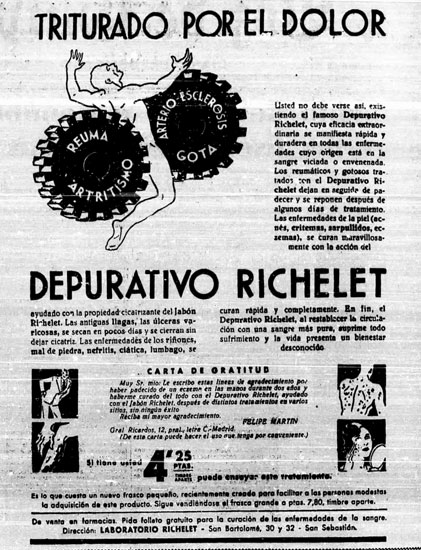 TRITURADO POR EL DOLOR
REUMA
ARTRITISMO
ARTERIO-ESCLEROSIS
GOTA
Usted no debe verse así, exis-
tiendo el famoso Depurativo
Richelet, cuya eficacia extraor-
dinaria se manifiesta rápida y
duradera en todas las enferme-
dades cuyo origen está en la
sangre viciada o envenenada.
Los reumáticos y gotosos tra-
tados con el Depurativo Ri-
chelet dejan en seguida de pa-
decer y se reponen después de
algunos días de tratamiento.
Las enfermedades de la piel (ac-
nés, eritemas, sarpullidos, ec-
zemas), se curan maravillosa-
mente con la acción del
DEPURATIVO RICHELET
ayudado con la propiedad cicatrizante del Jabón
Richelet. Las antiguas llagas, las úlceras va-
ricosas, se secan en pocos días y se cierran sin
dejar cicatriz. Las enfermedades de los riñones,
mal de piedra, nefritis, ciática, lumbago, se
curan rápida y completamente. En fin, el
Depurativo Richelet, al restablecer la circula-
ción con una sangre más pura, suprime todo
sufrimiento y la vida presenta un bienestar
desconocido
CARTA DE GRATITUD
Muy Sr. mío: Le escribo estas líneas de agradecimiento por
haber padecido de un eczema en las manos durante dos años y
haberme curado del todo con el Depurativo Richelet, ayudado
con el Jabón Richelet, después de distintos tratamientos en varios
sitios, sin ningún éxito
Reciba mi mayor agradecimiento.
FELIPE MARTIN
Gral Ricardos, 12, pral., letra C.-Madrid.
(De esta carta puede hacer el uso que tenga por conveniente.)
Si tiene usted 4'25 PTAS. TIMBRE APARTE puede ensayar este tratamiento.
Es lo que cuesta un nuevo frasco pequeño, recientemente creado para facilitar a las personas modestas
la adquisición de este producto. Sigue vendiéndose el frasco grande a ptas. 7,80, timbre aparte.
De venta en farmacias. Pida folleto gratuito para la curación de las enfermedades de la sangre.
Dirección: LABORATORIO RICHELET - San Bartolomé, 30 y 32 - San Sebastián.